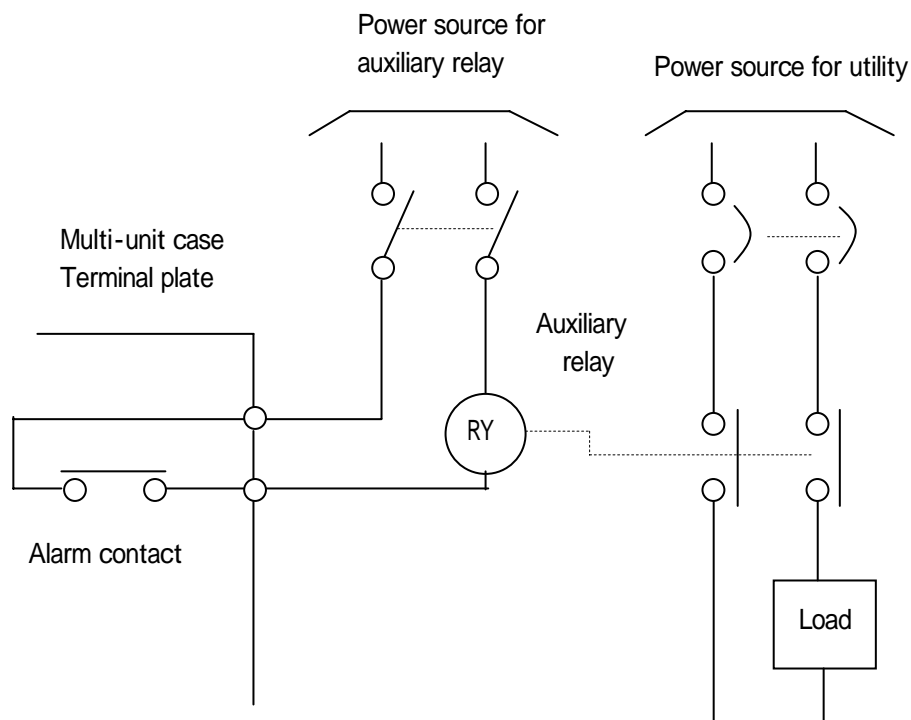 Power source for
auxiliary relay
Power source for utility
Multi-unit case
Terminal plate
Auxiliary
relay
RY
Alarm contact
Load